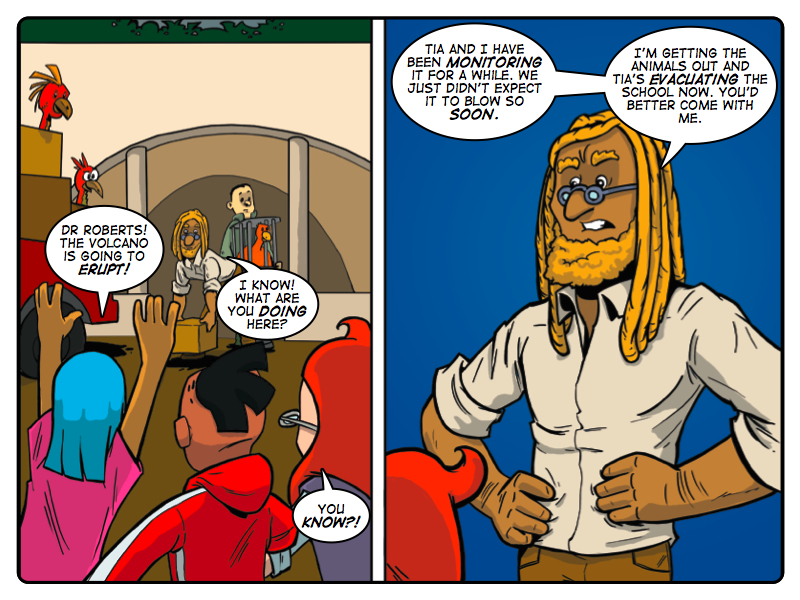 DR ROBERTS!
THE VOLCANO
IS GOING TO
ERUPT!
I KNOW!
WHAT ARE
YOU DOING
HERE?
YOU
KNOW?!
TIA AND I HAVE
BEEN MONITORING
IT FOR A WHILE. WE
JUST DIDN'T EXPECT
IT TO BLOW SO
SOON.
I'M GETTING THE
ANIMALS OUT AND
TIA'S EVACUATING THE
SCHOOL NOW. YOU'D
BETTER COME WITH
ME.